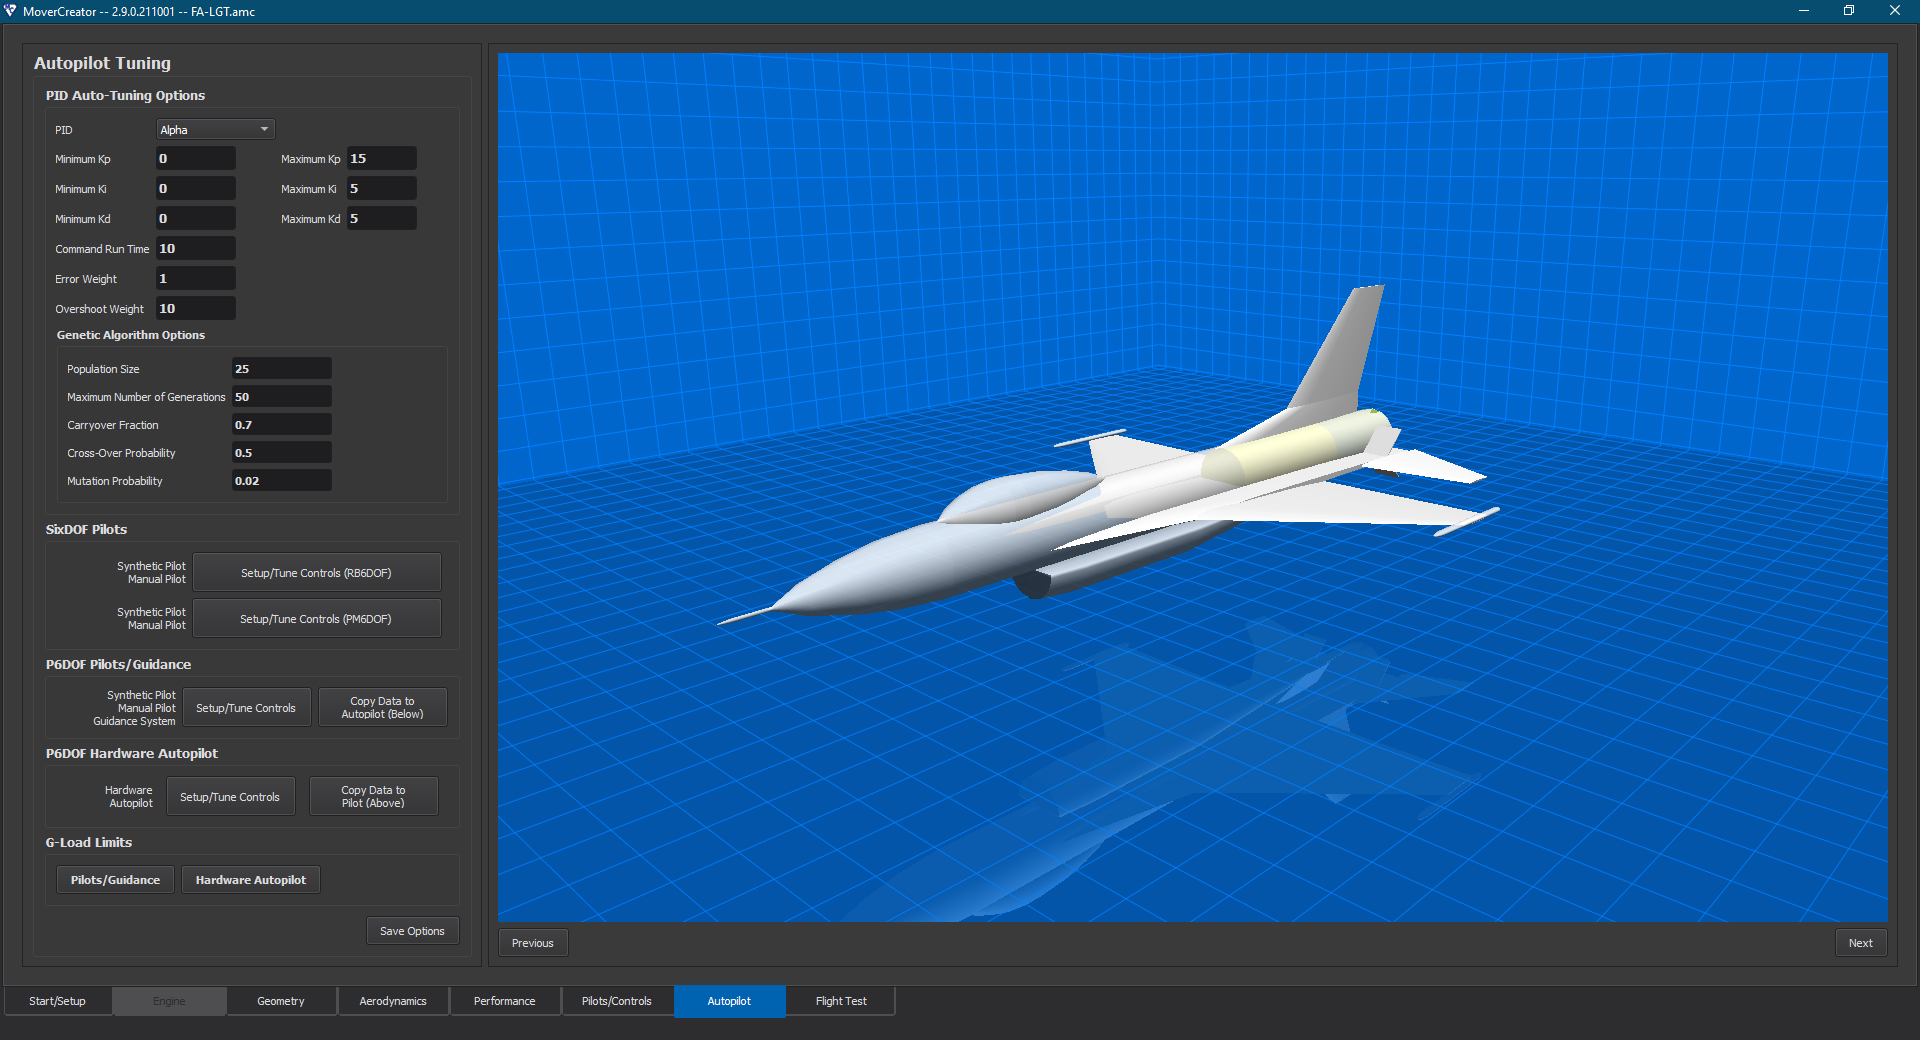 MoverCreator -- 2.9.0.211001 -- FA-LGT.amc
Autopilot Tuning
PID Auto-Tuning Options
PID Alpha
Minimum Kp 0 Maximum Kp 15
Minimum Ki 0 Maximum Ki 5
Minimum Kd 0 Maximum Kd 5
Command Run Time 10
Error Weight 1
Overshoot Weight 10
Genetic Algorithm Options
Population Size 25
Maximum Number of Generations 50
Carryover Fraction 0.7
Cross-Over Probability 0.5
Mutation Probability 0.02
SixDOF Pilots
Synthetic Pilot
Manual Pilot
Setup/Tune Controls (RB6DOF)
Synthetic Pilot
Manual Pilot
Setup/Tune Controls (PM6DOF)
P6DOF Pilots/Guidance
Synthetic Pilot
Manual Pilot
Guidance System
Setup/Tune Controls
Copy Data to
Autopilot (Below)
P6DOF Hardware Autopilot
Hardware
Autopilot
Setup/Tune Controls
Copy Data to
Pilot (Above)
G-Load Limits
Pilots/Guidance Hardware Autopilot
Save Options
Previous Next
Start/Setup Engine Geometry Aerodynamics Performance Pilots/Controls Autopilot Flight Test